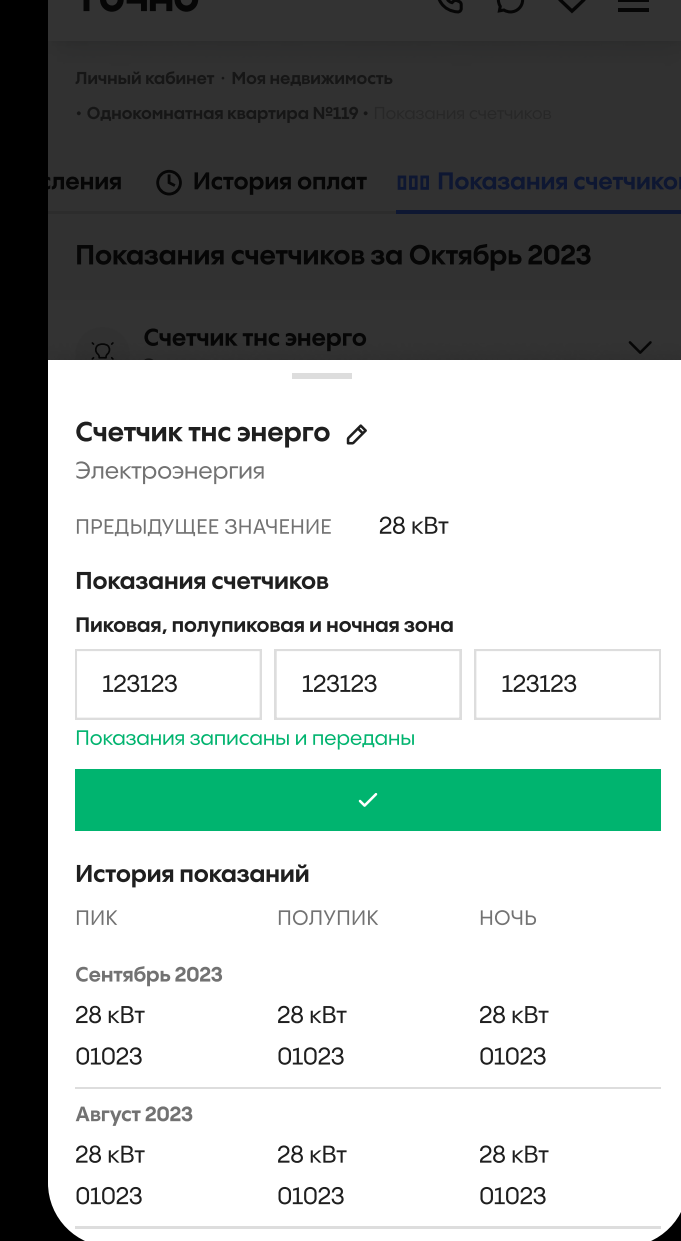 точно
Личный кабинет · Моя недвижимость
• Однокомнатная квартира №119 • Показания счетчиков
История оплат
Показания счетчиков за Октябрь 2023
Счетчик тнс энерго
Счетчик тнс энерго
Электроэнергия
ПРЕДЫДУЩЕЕ ЗНАЧЕНИЕ 28 кВт
Показания счетчиков
Пиковая, полупиковая и ночная зона
123123 123123 123123
Показания записаны и переданы
История показаний
ПИК ПОЛУПИК НОЧЬ
Сентябрь 2023
28 кВт 28 кВт 28 кВт
01023 01023 01023
Август 2023
28 кВт 28 кВт 28 кВт
01023 01023 01023